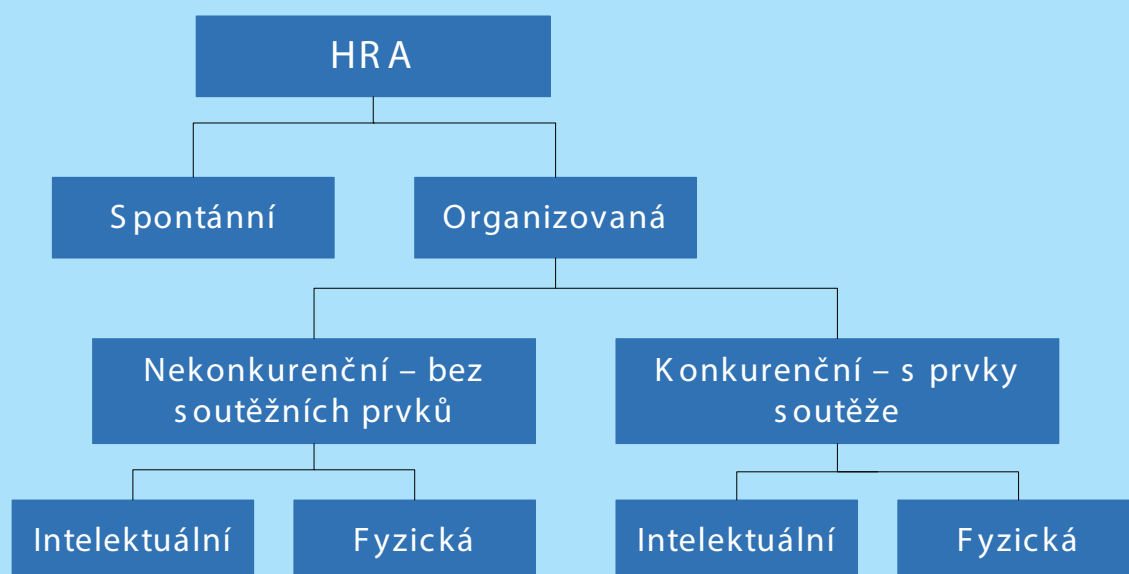 HRA
Spontánní
Organizovaná
Nekonkurenční – bez
soutěžních prvků
Konkurenční – s prvky
soutěže
Intelektuální
Fyzická
Intelektuální
Fyzická